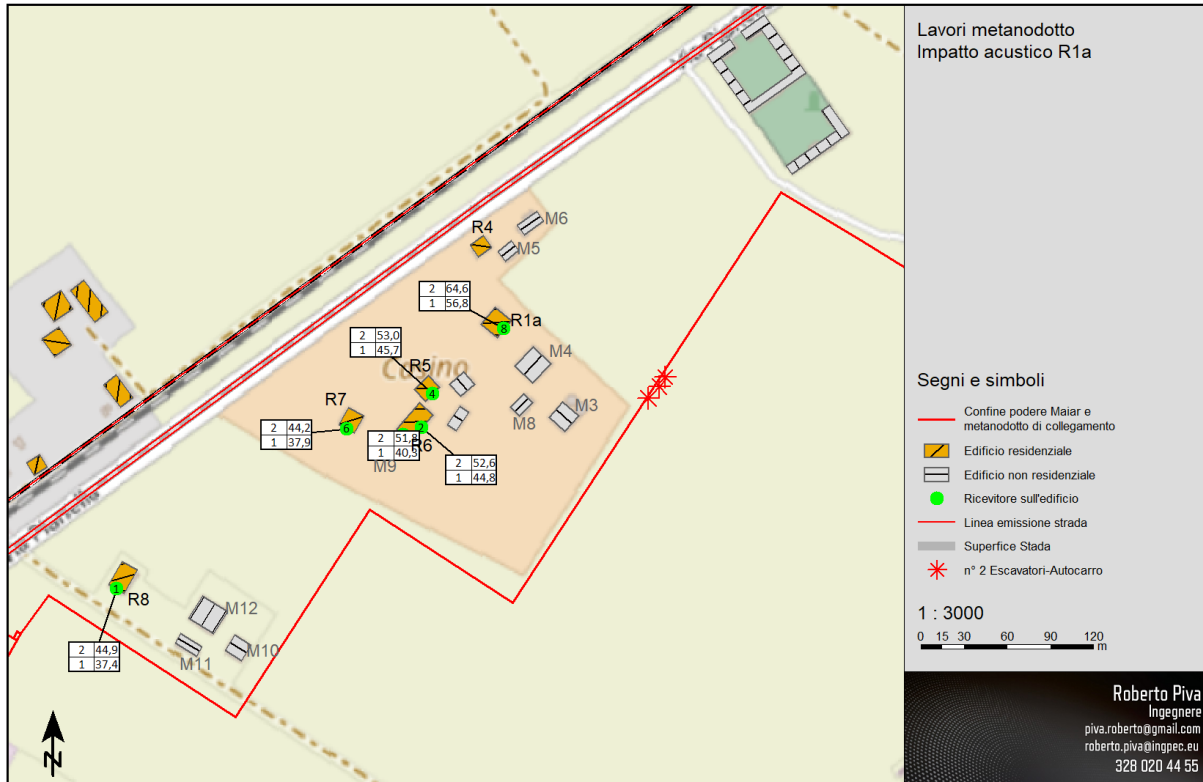 Lavori metanodotto
Impatto acustico R1a
M6
R4
M5
2 64,6
1 56,8
8
R1a
2 53,0
1 45,7
M4
R5
Casino
4
R7
M8
M3
2 44,2
1 37,9
6
2
2 51,8
1 40,3
R6
M9
2 52,6
1 44,8
1
R8
M12
M11
M10
2 44,9
1 37,4
N
Segni e simboli
Confine podere Maiar e
metanodotto di collegamento
Edificio residenziale
Edificio non residenziale
Ricevitore sull'edificio
Linea emissione strada
Superfice Stada
n° 2 Escavatori-Autocarro
1 : 3000
0 15 30 60 90 120
m
Roberto Piva
Ingegnere
piva.roberto@gmail.com
roberto.piva@ingpec.eu
328 020 44 55